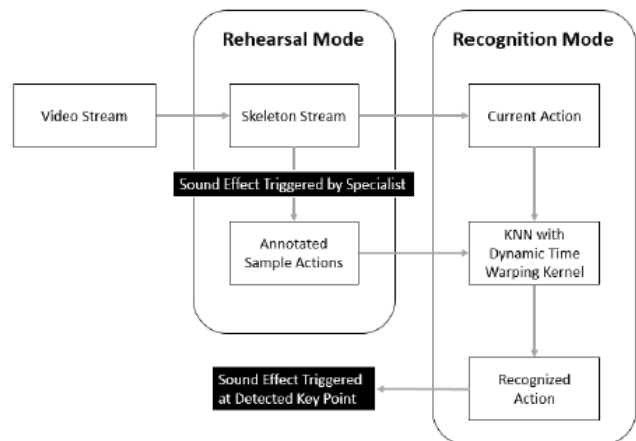 Rehearsal Mode
Recognition Mode
Video Stream
Skeleton Stream
Current Action
Sound Effect Triggered by Specialist
Annotated
Sample Actions
KNN with
Dynamic Time
Warping Kernel
Sound Effect Triggered
at Detected Key Point
Recognized
Action